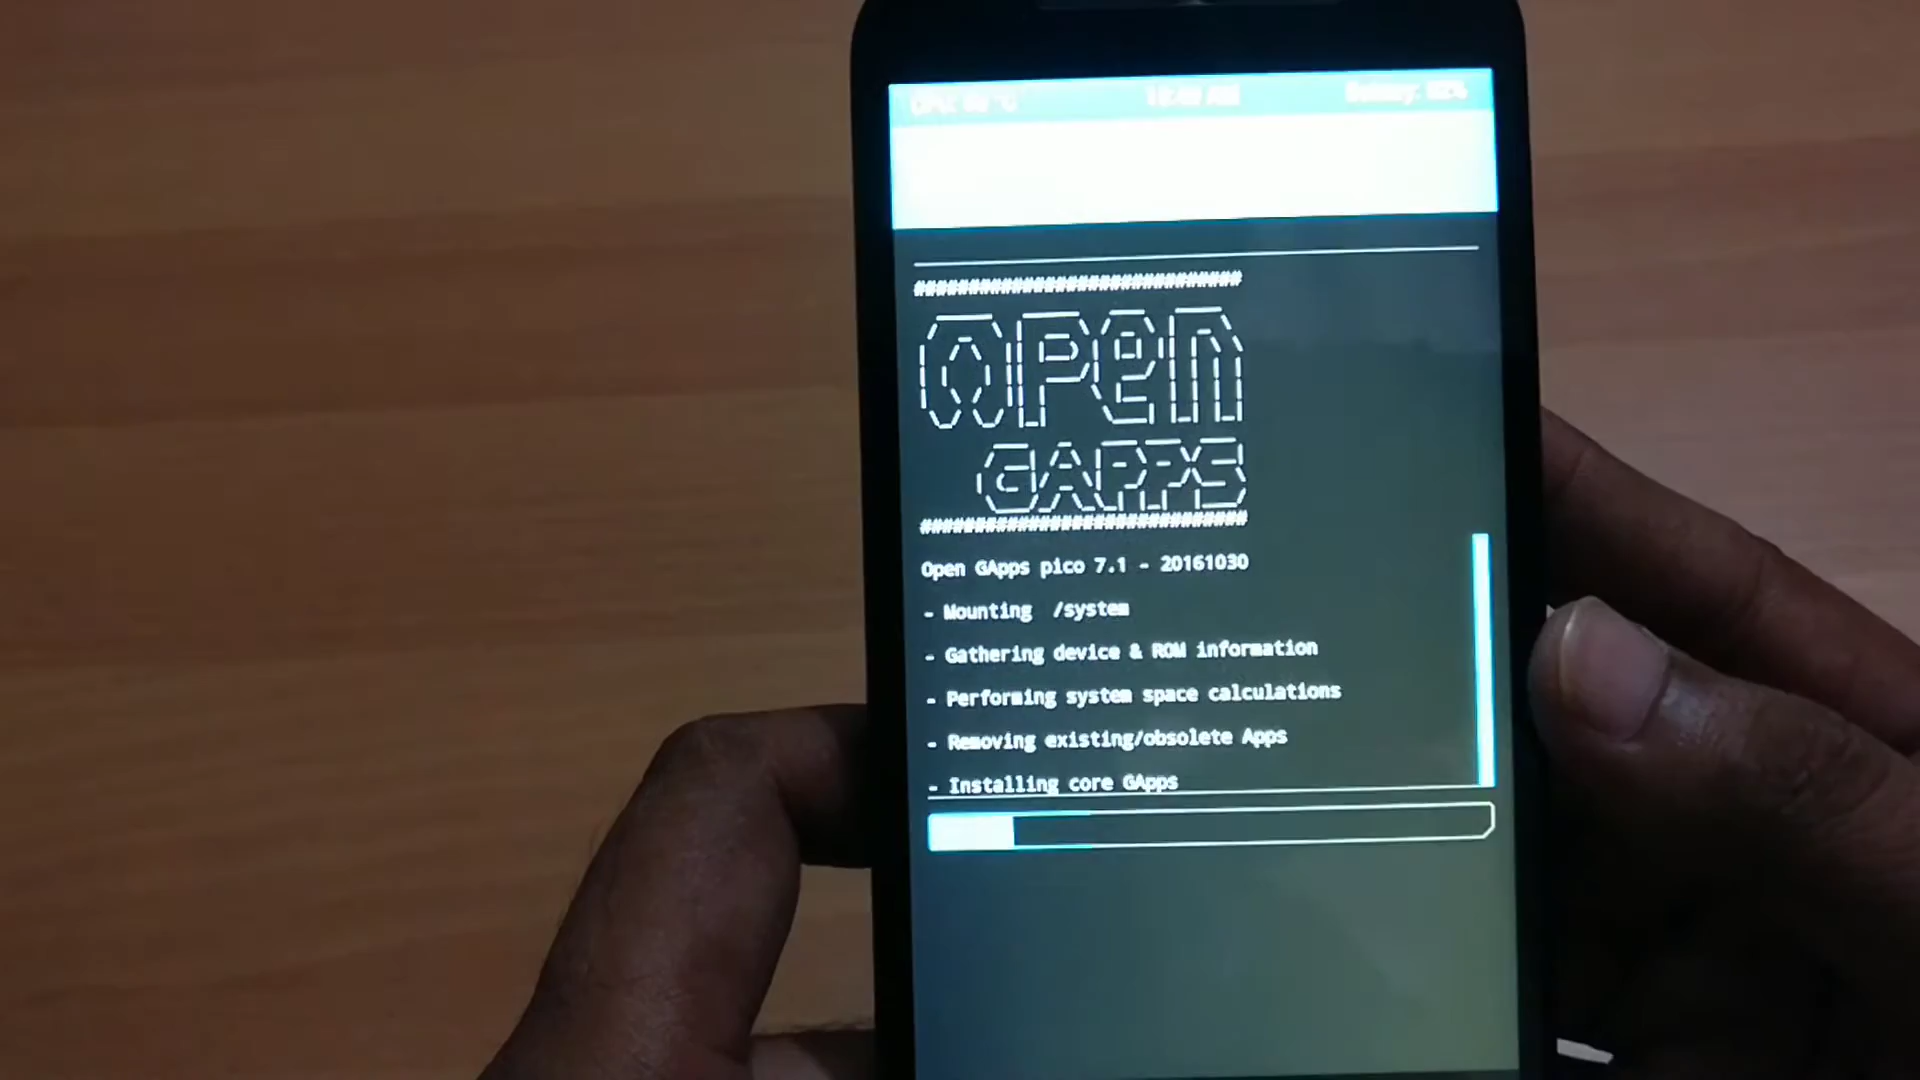 ##############################
OPEN
GAPPS
##############################
Open GApps pico 7.1 - 20161030
- Mounting /system
- Gathering device & ROM information
- Performing system space calculations
- Removing existing/obsolete Apps
- Installing core GApps